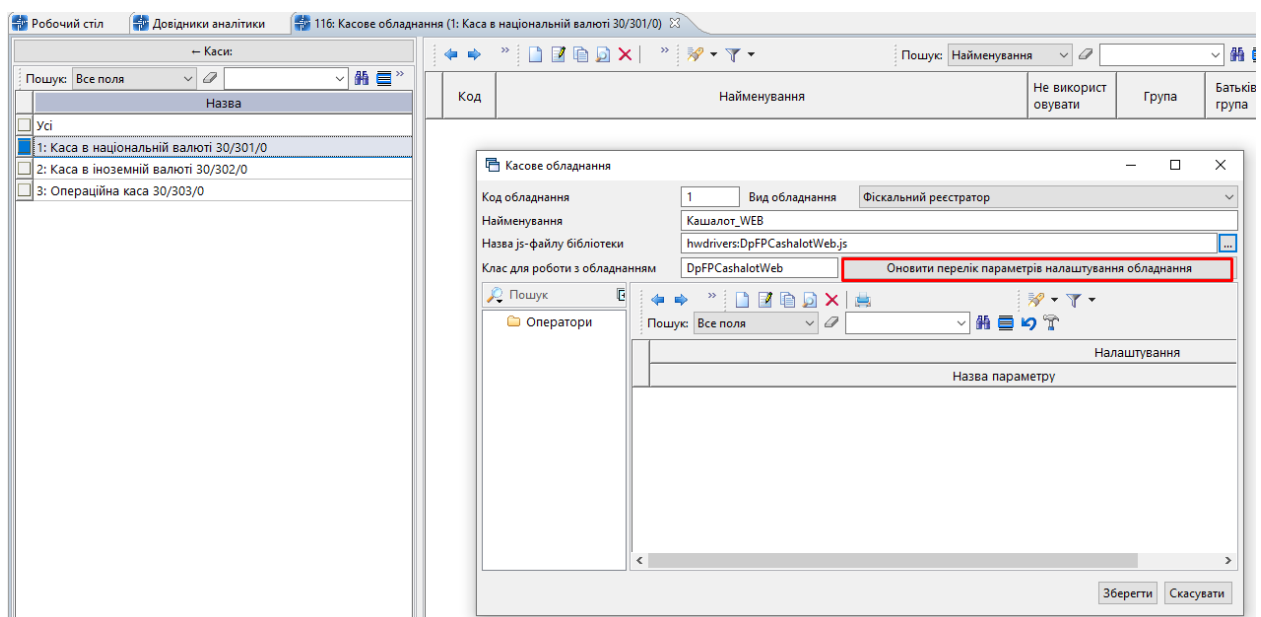 Робочий стіл Довідники аналітики 116: Касове обладнання (1: Каса в національній валюті 30/301/0)
← Каси:
Пошук: Все поля
Назва
Усі
1: Каса в національній валюті 30/301/0
2: Каса в іноземній валюті 30/302/0
3: Операційна каса 30/303/0
Пошук: Найменування
Код Найменування Не використ Група Батьків
овувати група
Касове обладнання
Код обладнання 1 Вид обладнання Фіскальний реєстратор
Найменування Кашалот_WEB
Назва js-файлу бібліотеки hwdrivers:DpFPCashalotWeb.js ...
Клас для роботи з обладнанням DpFPCashalotWeb Оновити перелік параметрів налаштування обладнання
Пошук
Оператори
Пошук: Все поля
Налаштування
Назва параметру
Зберегти Скасувати